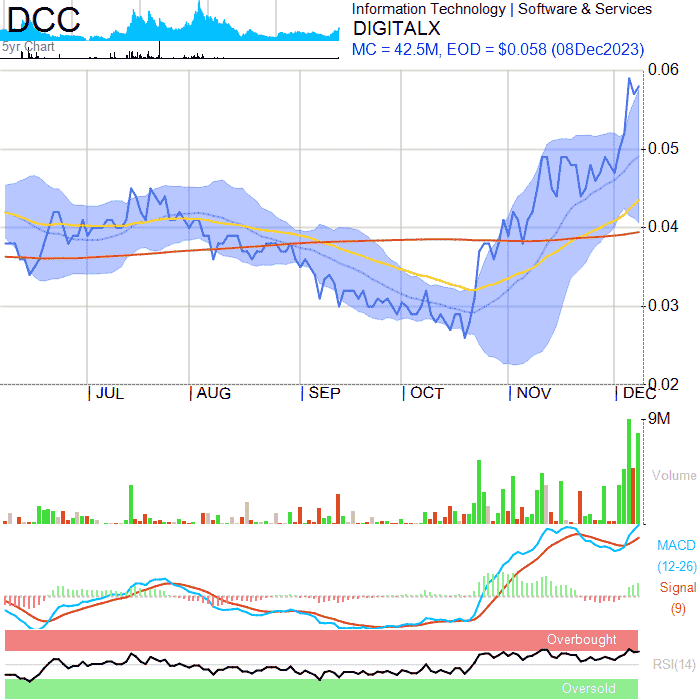 DCC
5yr Chart
Information Technology | Software & Services
DIGITALX
MC = 42.5M, EOD = $0.058 (08Dec2023)
0.06
0.05
0.04
0.03
0.02
JUL AUG SEP OCT NOV DEC
9M
Volume
MACD
(12-26)
Signal
(9)
Overbought
RSI(14)
Oversold